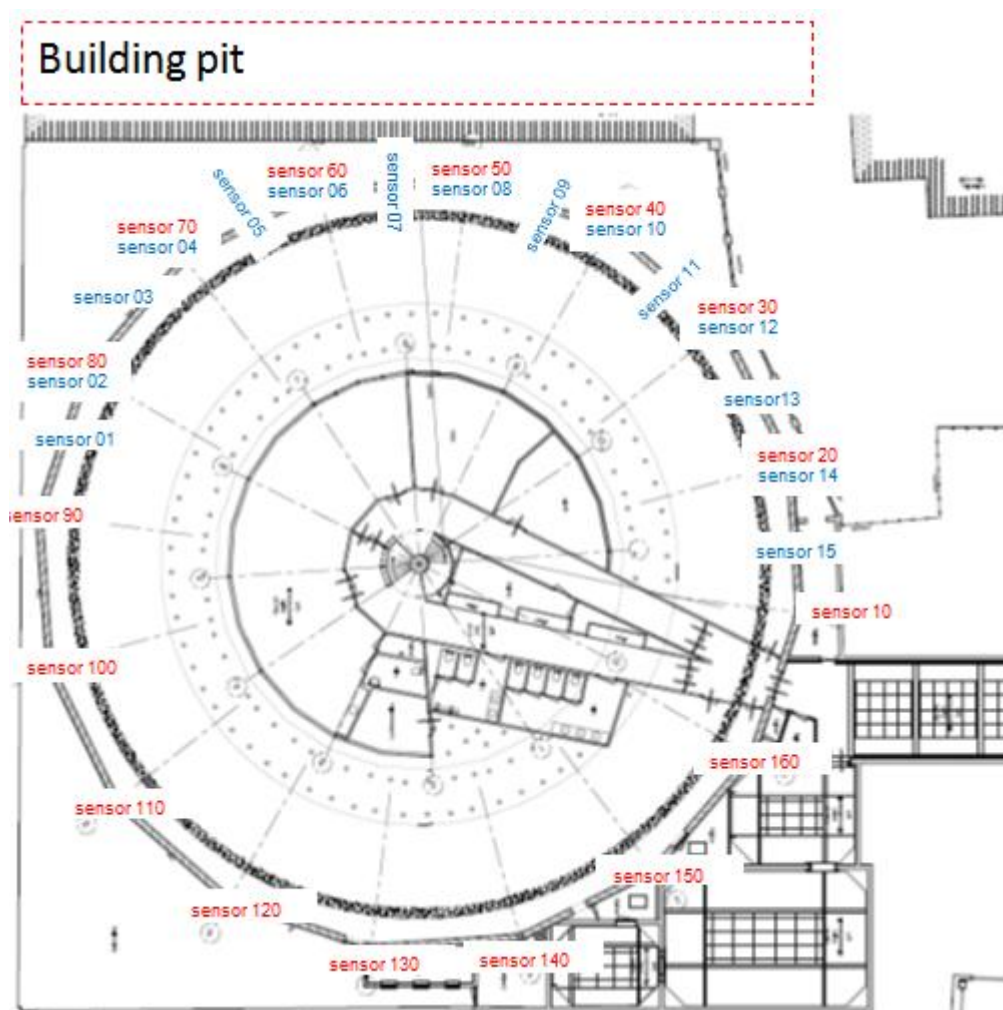 Building pit
sensor 60
sensor 06
sensor 07
sensor 50
sensor 08
sensor 05
sensor 09
sensor 70
sensor 04
sensor 40
sensor 10
sensor 03
sensor 11
sensor 30
sensor 12
sensor 80
sensor 02
sensor13
sensor 01
sensor 20
sensor 14
sensor 90
sensor 15
sensor 10
sensor 100
sensor 160
sensor 110
sensor 150
sensor 120
sensor 130
sensor 140